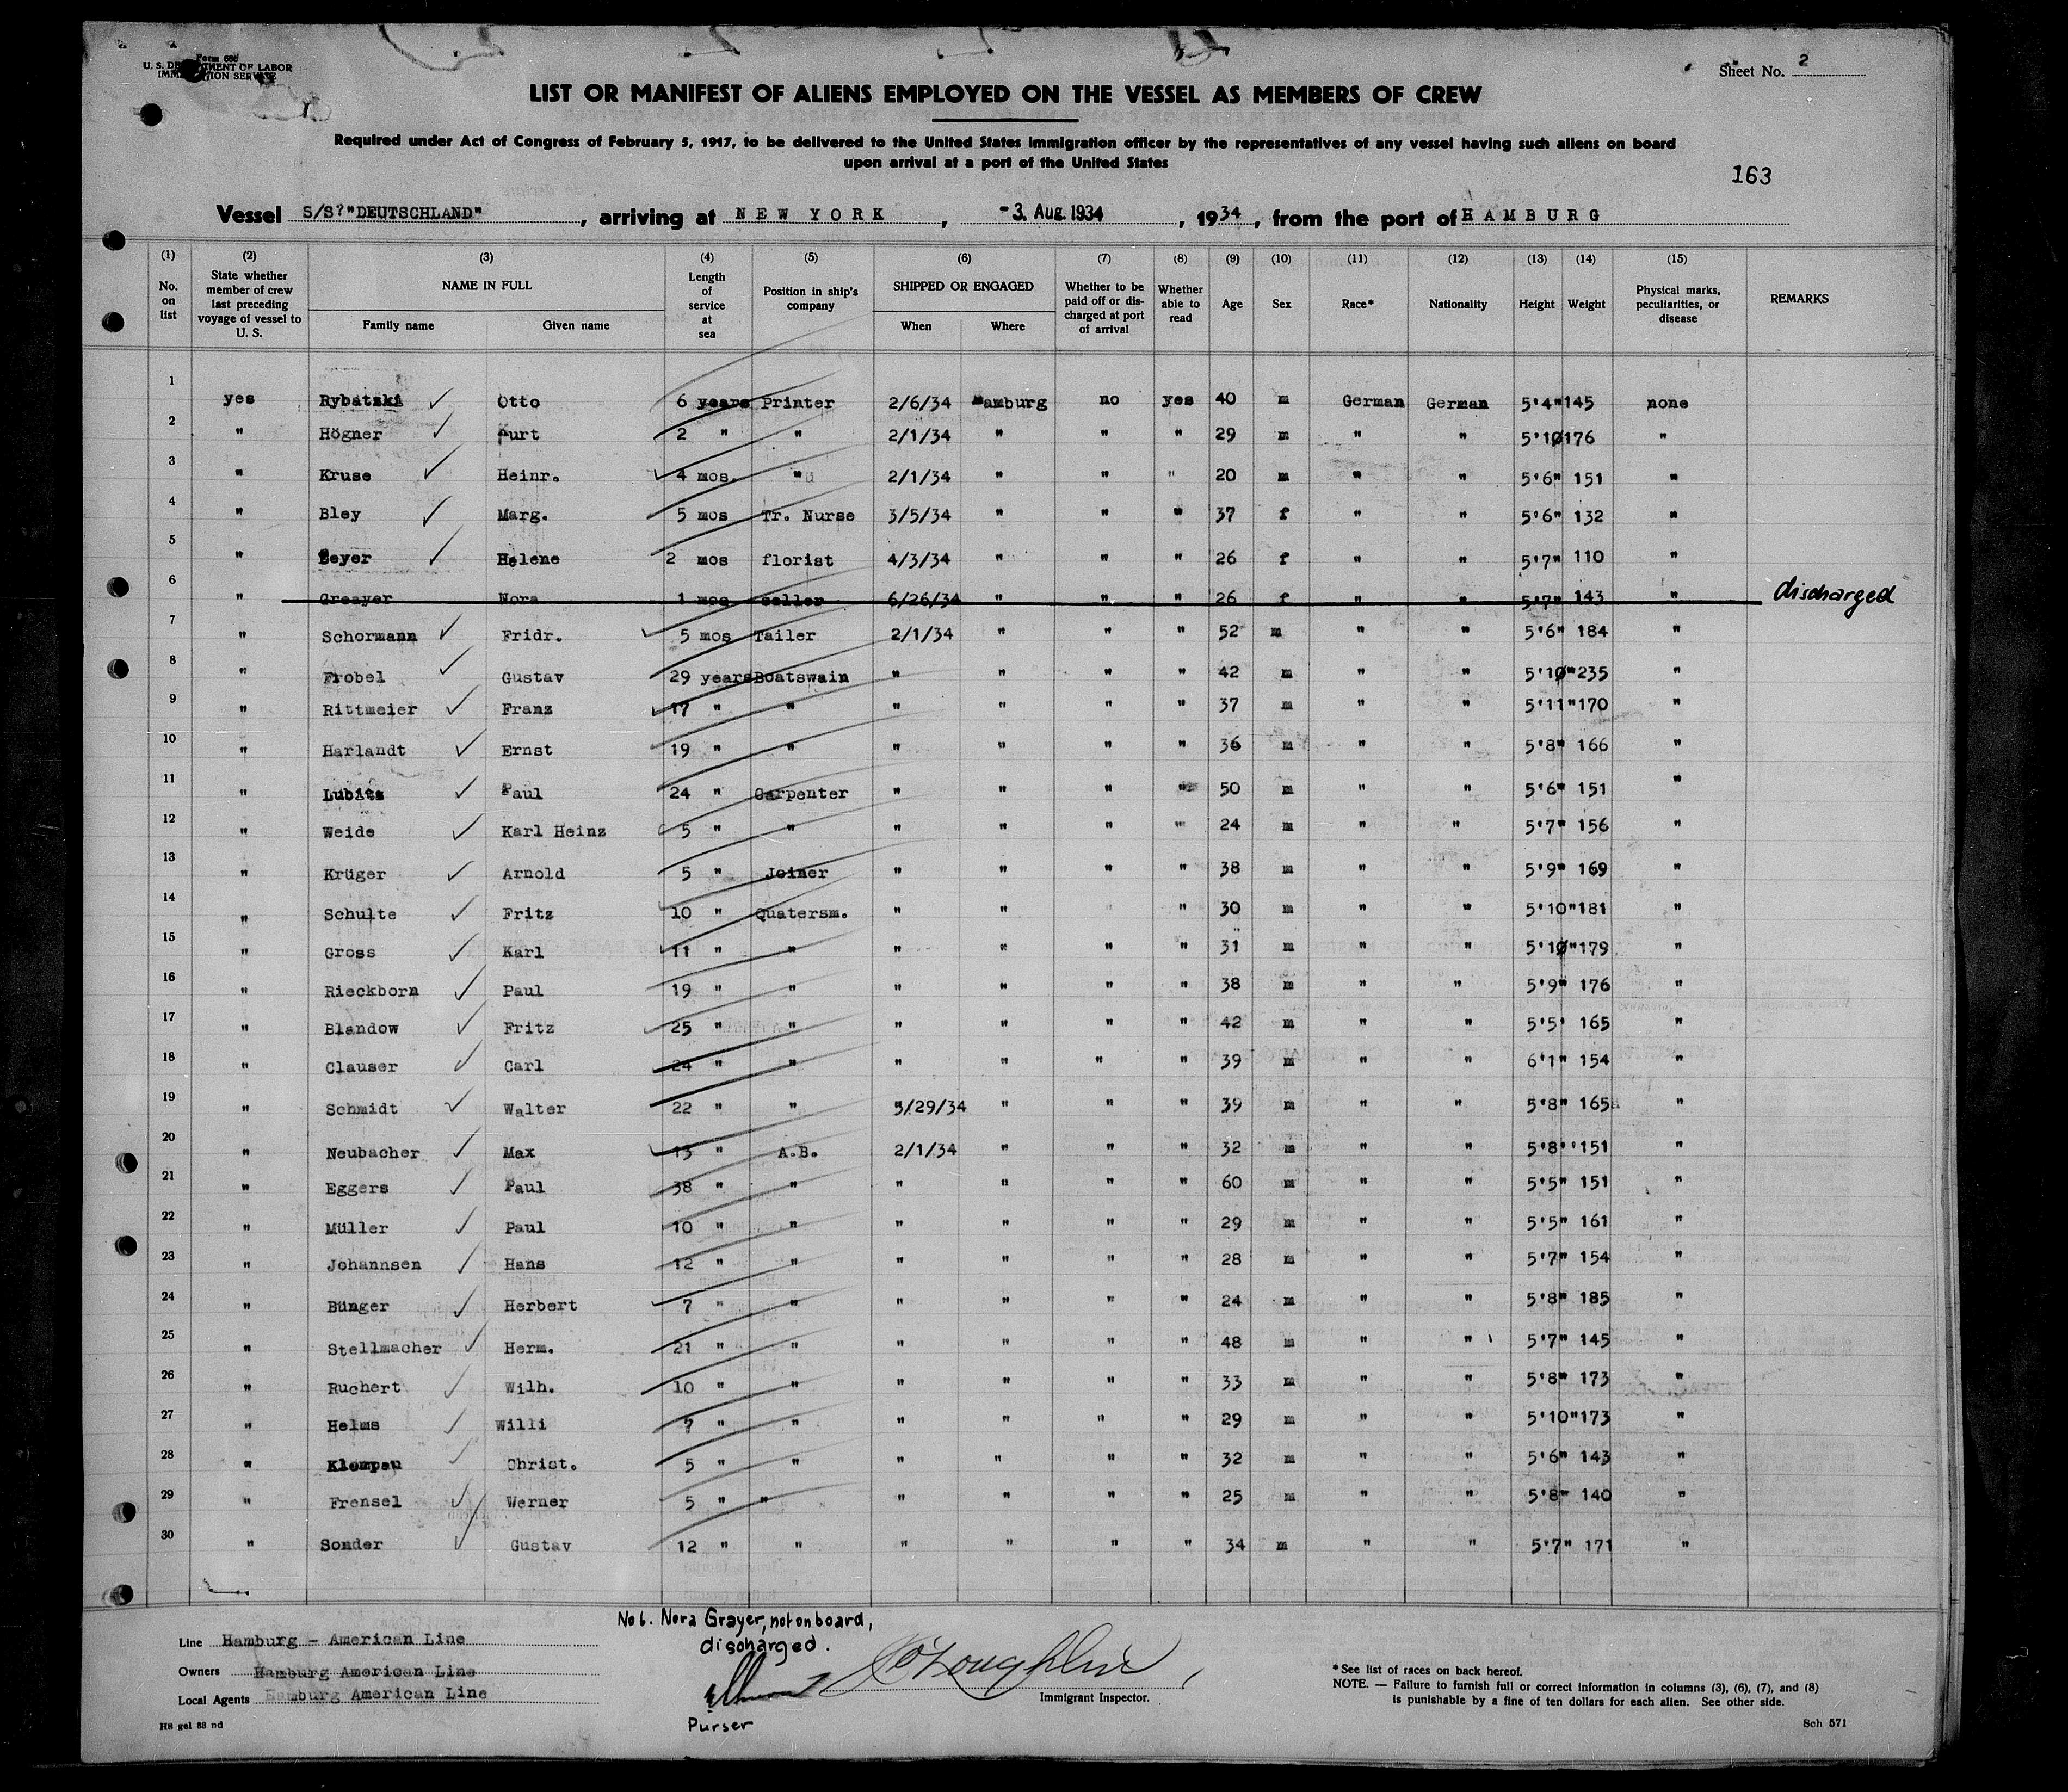 Form 680
U. S. DEPARTMENT OF LABOR
IMMIGRATION SERVICE
Sheet No. 2
LIST OR MANIFEST OF ALIENS EMPLOYED ON THE VESSEL AS MEMBERS OF CREW
Required under Act of Congress of February 5, 1917, to be delivered to the United States Immigration officer by the representatives of any vessel having such aliens on board
upon arrival at a port of the United States
163
Vessel S/S?"DEUTSCHLAND", arriving at NEW YORK, -3. Aug. 1934, 1934, from the port of HAMBURG
(1) (2) (3) (4) (5) (6) (7) (8) (9) (10) (11) (12) (13) (14) (15)
No. on list State whether member of crew last preceding voyage of vessel to U. S. NAME IN FULL Family name Given name Length of service at sea Position in ship's company SHIPPED OR ENGAGED When Where Whether to be paid off or discharged at port of arrival Whether able to read Age Sex Race* Nationality Height Weight Physical marks, peculiarities, or disease REMARKS
1 yes Rybatzki Otto 6 years Printer 2/6/34 Hamburg no yes 40 m German German 5'4" 145 none
2 " Högner Kurt 2 " " 2/1/34 " " " 29 m " " 5'10 176 "
3 " Kruse Heinr. 4 mos. " 2/1/34 " " " 20 m " " 5'6" 151 "
4 " Bley Marg. 5 mos Tr. Nurse 3/5/34 " " " 37 f " " 5'6" 132 "
5 " Beyer Helene 2 mos florist 4/3/34 " " " 26 f " " 5'7" 110 "
6 " Greayer Nora 1 mos seller 6/26/34 " " " 26 f " " 5'7" 143 " discharged
7 " Schormann Fridr. 5 mos Tailer 2/1/34 " " " 52 m " " 5'6" 184 "
8 " Frobel Gustav 29 years Boatswain " " " " 42 m " " 5'10" 235 "
9 " Rittmeier Franz 17 " " " " " " 37 m " " 5'11" 170 "
10 " Harlandt Ernst 19 " " " " " " 36 m " " 5'8" 166 "
11 " Lubitz Paul 24 " Carpenter " " " " 50 m " " 5'6" 151 "
12 " Weide Karl Heinz 5 " " " " " " 24 m " " 5'7" 156 "
13 " Krüger Arnold 5 " Joiner " " " " 38 m " " 5'9" 169 "
14 " Schulte Fritz 10 " Quatersm. " " " " 30 m " " 5'10" 181 "
15 " Gross Karl 11 " " " " " " 31 m " " 5'10" 179 "
16 " Rieckborn Paul 19 " " " " " " 38 m " " 5'9" 176 "
17 " Blandow Fritz 25 " " " " " " 42 m " " 5'5' 165 "
18 " Clauser Carl 24 " " " " " " 39 m " " 6'1" 154 "
19 " Schmidt Walter 22 " " 5/29/34 " " " 39 m " " 5'8" 165 "
20 " Neubacher Max 13 " A.B. 2/1/34 " " " 32 m " " 5'8" 151 "
21 " Eggers Paul 38 " " " " " " 60 m " " 5'5" 151 "
22 " Müller Paul 10 " " " " " " 29 m " " 5'5" 161 "
23 " Johannsen Hans 12 " " " " " " 28 m " " 5'7" 154 "
24 " Bünger Herbert 7 " " " " " " 24 m " " 5'8" 185 "
25 " Stellmacher Herm. 21 " " " " " " 48 m " " 5'7" 145 "
26 " Ruchert Wilh. 10 " " " " " " 33 m " " 5'8" 173 "
27 " Helms Willi 7 " " " " " " 29 m " " 5'10" 173 "
28 " Klempau Christ. 5 " " " " " " 32 m " " 5'6" 143 "
29 " Frensel Werner 5 " " " " " " 25 m " " 5'8" 140 "
30 " Sonder Gustav 12 " " " " " " 34 m " " 5'7" 171 "
No 6. Nora Grayer, not on board,
discharged.
Line Hamburg - American Line
Owners Hamburg American Line
Local Agents Hamburg American Line
Purser
Immigrant Inspector.
*See list of races on back hereof.
NOTE. — Failure to furnish full or correct information in columns (3), (6), (7), and (8)
is punishable by a fine of ten dollars for each alien. See other side.
H8 gel 33 nd
Sch 571